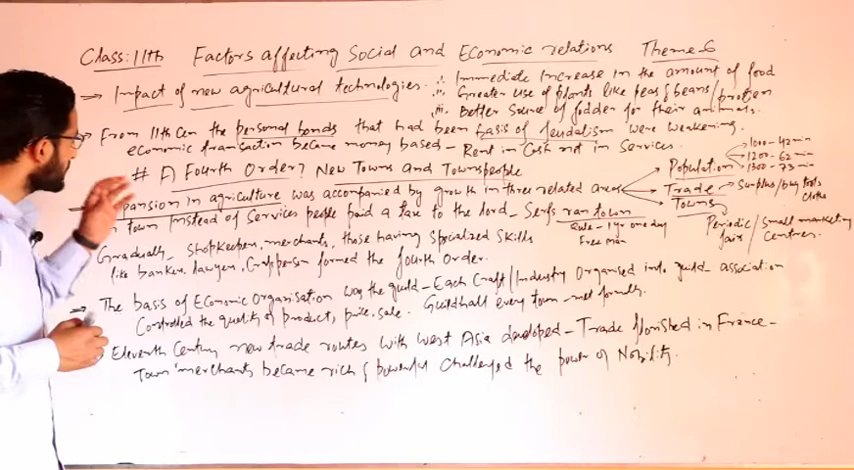 Class: 11th Factors affecting Social and Economic relations Theme-6
→ Impact of new agricultural technologies. i. Immediate Increase in the amount of food
ii. Greater use of plants like peas & beans / protien
iii. Better Source of fodder for their animals.
From 11th Cen the personal bonds that had been basis of feudalism were weakening.
economic transaction became money based - Rent in Cash not in Services.
# A) Fourth Order? New Towns and Townspeople
pansion in agriculture was accompanied by growth in three related areas
Population
1000 - 42 min
1200 - 62 min
1300 - 73 min
Trade → Surplus / buy tools
cloths
Towns
Periodic / Small marketing
fairs / Centres.
n town Instead of Services people paid a tax to the lord - Serfs ran town
Rule - 1 yr one day
Free man
Gradually - Shopkeepers, merchants, those having Specialized Skills
like banker, lawyers, Craftsperson formed the fourth Order.
→ The basis of Economic Organisation was the guild - Each Craft / Industry Organised into guild - association
Controlled the quality of product, price, sale. Guildhall every town - met formally.
Eleventh Century new trade routes with West Asia developed - Trade florished in France -
Town merchants became rich & powerful challenged the power of Nobility.